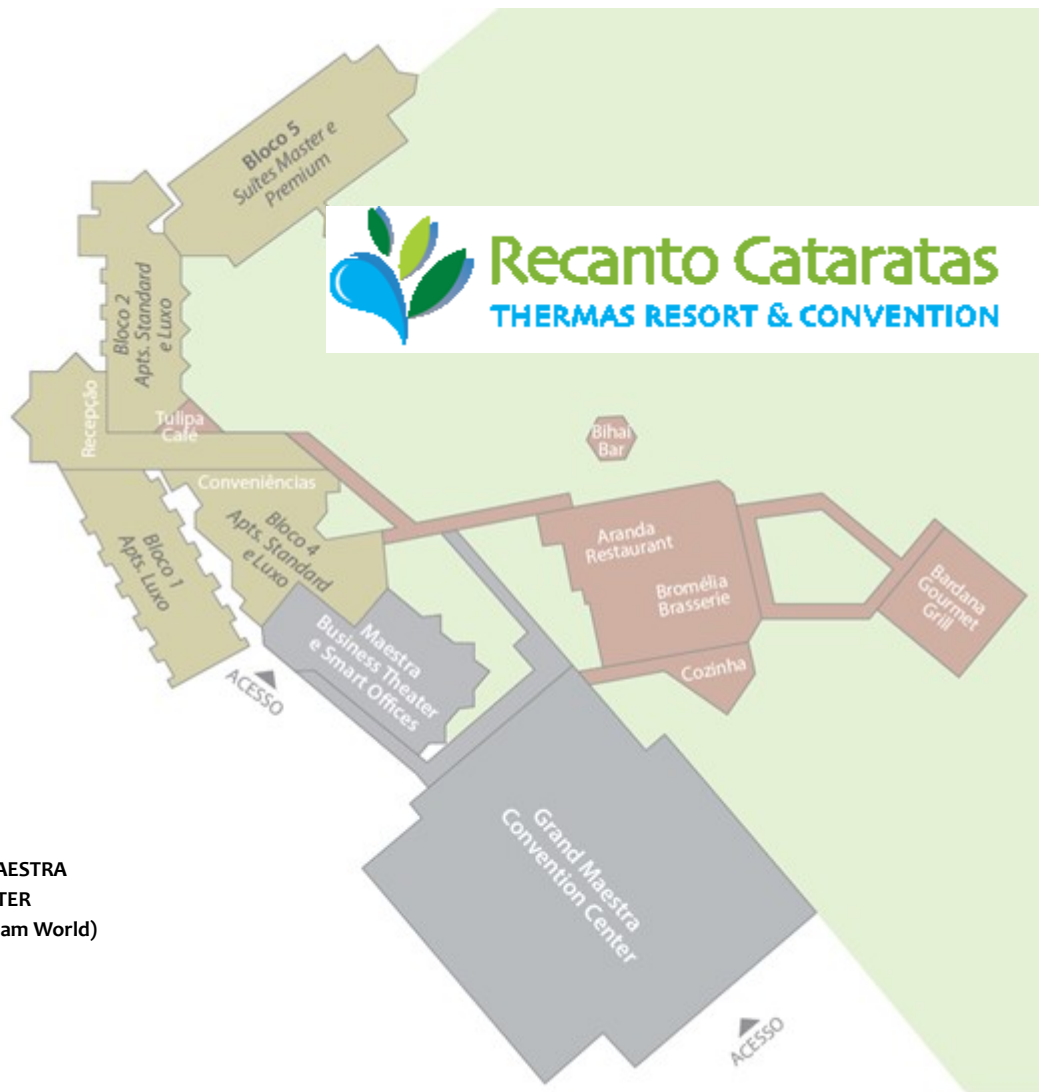 Bloco 5
Suítes Master e
Premium
Recanto Cataratas
THERMAS RESORT & CONVENTION
Bloco 2
Apts. Standard
e Luxo
Recepção
Tulipa
Café
Bihai
Bar
Conveniências
Bloco 4
Apts. Standard
e Luxo
Bloco 1
Apts. Luxo
Aranda
Restaurant
Bromélia
Brasserie
Bardana
Gourmet
Grill
Cozinha
Maestra
Business Theater
e Smart Offices
ACESSO
Grand Maestra
Convention Center
AESTRA
TER
am World)
ACESSO